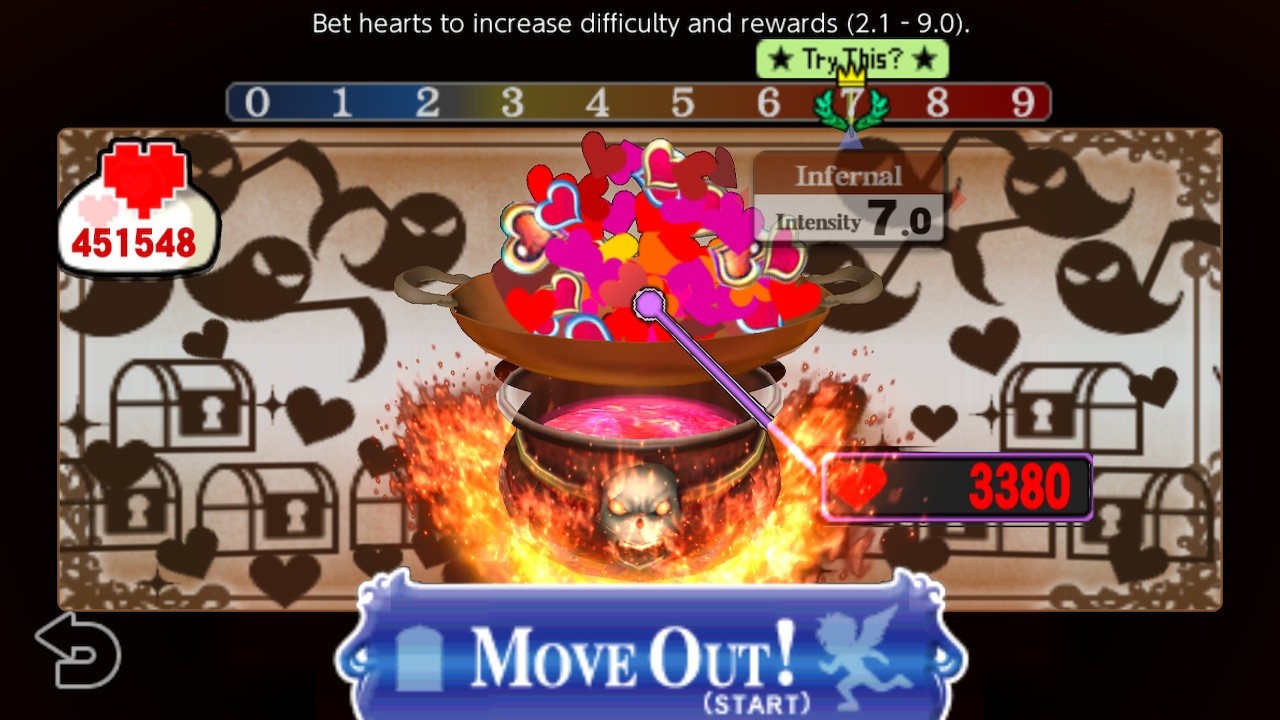 Bet hearts to increase difficulty and rewards (2.1 - 9.0).
★ Try This? ★
0 1 2 3 4 5 6 7 8 9
451548
Infernal
Intensity 7.0
3380
MOVE OUT!
(START)